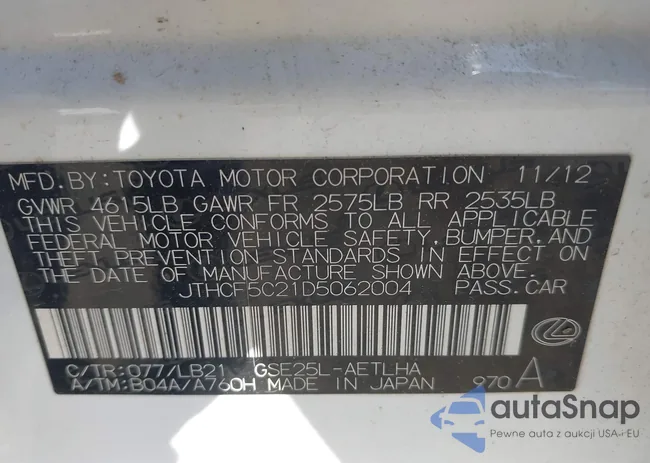 MFD. BY: TOYOTA MOTOR CORPORATION 11/12
GVWR 4615LB GAWR FR 2575LB RR 2535LB
THIS VEHICLE CONFORMS TO ALL APPLICABLE
FEDERAL MOTOR VEHICLE SAFETY, BUMPER, AND
THEFT PREVENTION STANDARDS IN EFFECT ON
THE DATE OF MANUFACTURE SHOWN ABOVE.
JTHCF5C21D5062004 PASS. CAR
C/TR: 077/LB21 GSE25L-AETLHA
A/TM: B04A/A760H MADE IN JAPAN 970 A
autoSnap
Pewne auta z aukcji USA i EU